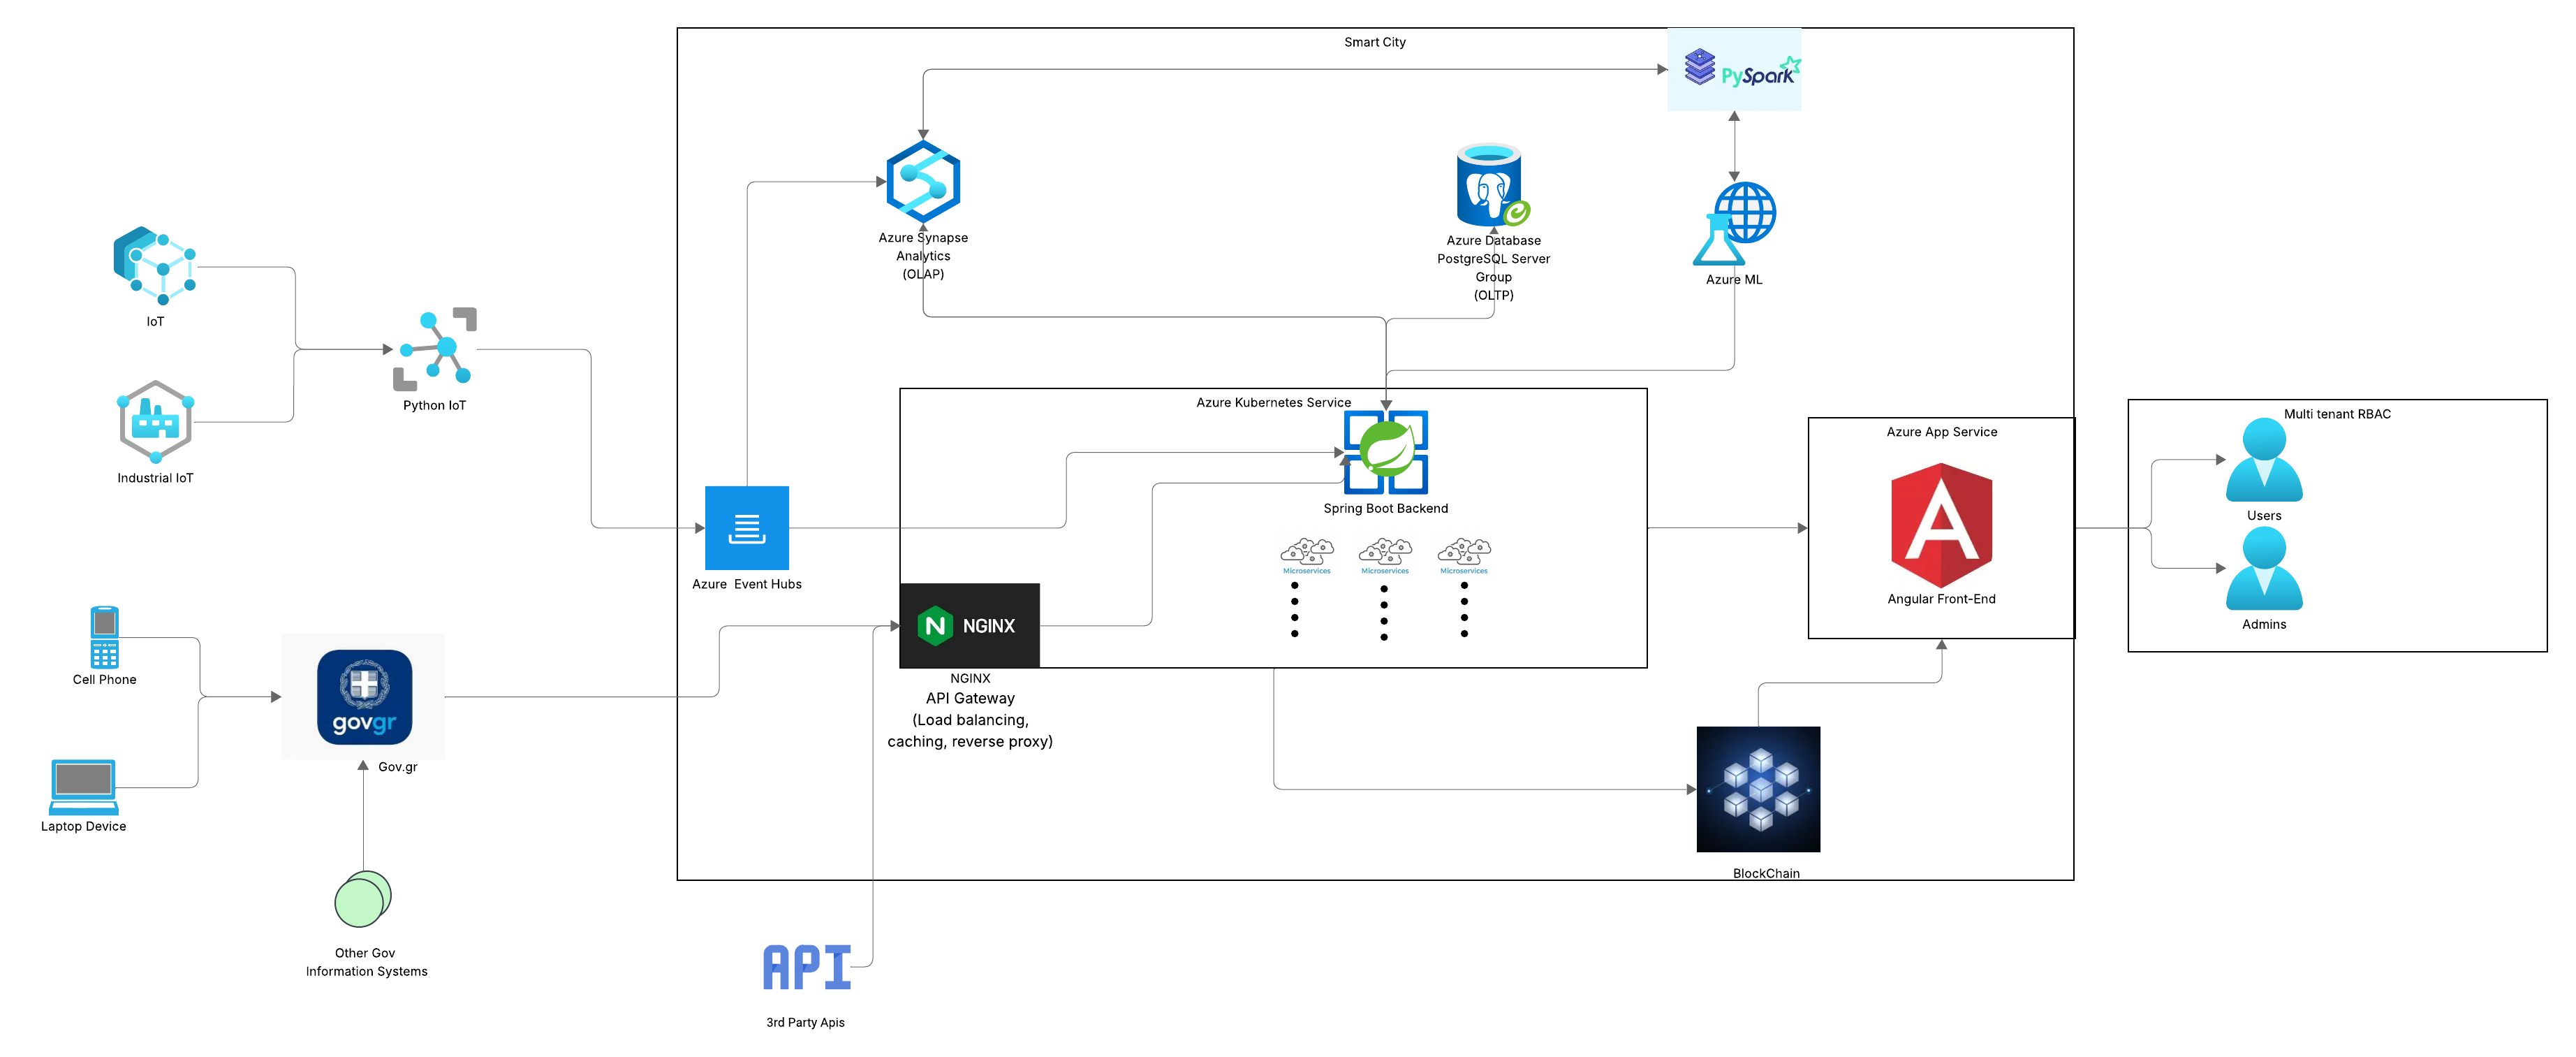 Smart City
PySpark
Azure Synapse
Analytics
(OLAP)
Azure Database
PostgreSQL Server
Group
(OLTP)
Azure ML
IoT
Industrial IoT
Python IoT
Azure Kubernetes Service
Spring Boot Backend
Microservices
Microservices
Microservices
Azure App Service
Angular Front-End
Multi tenant RBAC
Users
Admins
Azure Event Hubs
NGINX
NGINX
API Gateway
(Load balancing,
caching, reverse proxy)
Cell Phone
Laptop Device
govgr
Gov.gr
Other Gov
Information Systems
BlockChain
API
3rd Party Apis